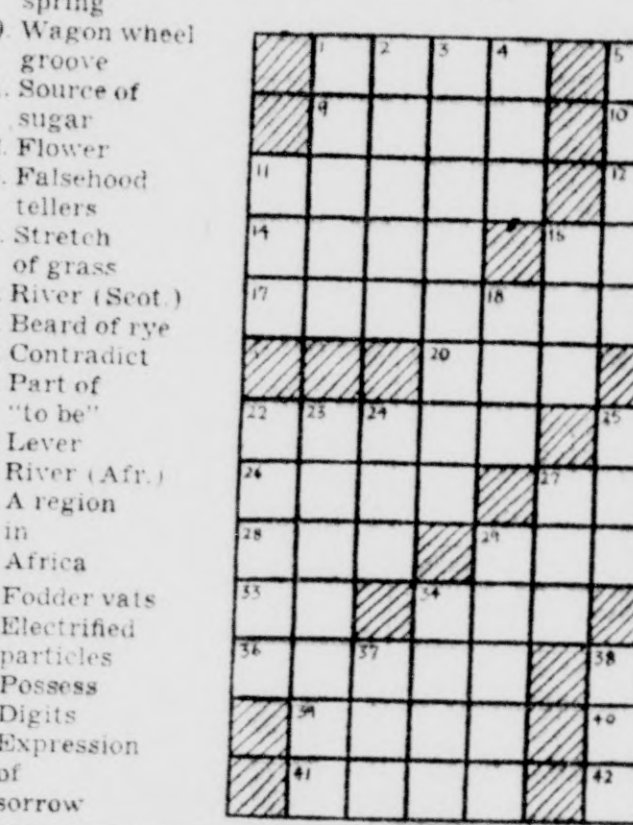 spring
. Wagon wheel
groove
. Source of
sugar
. Flower
. Falsehood
tellers
. Stretch
of grass
River (Scot.)
Beard of rye
Contradict
Part of
"to be"
Lever
River (Afr.)
A region
in
Africa
Fodder vats
Electrified
particles
Possess
Digits
Expression
of
sorrow
1 2 3 4 5
9 10
11 12
14 15
17 18
20
22 23 24 25
26 27
28 29
33 34
36 37 38
39 40
41 42